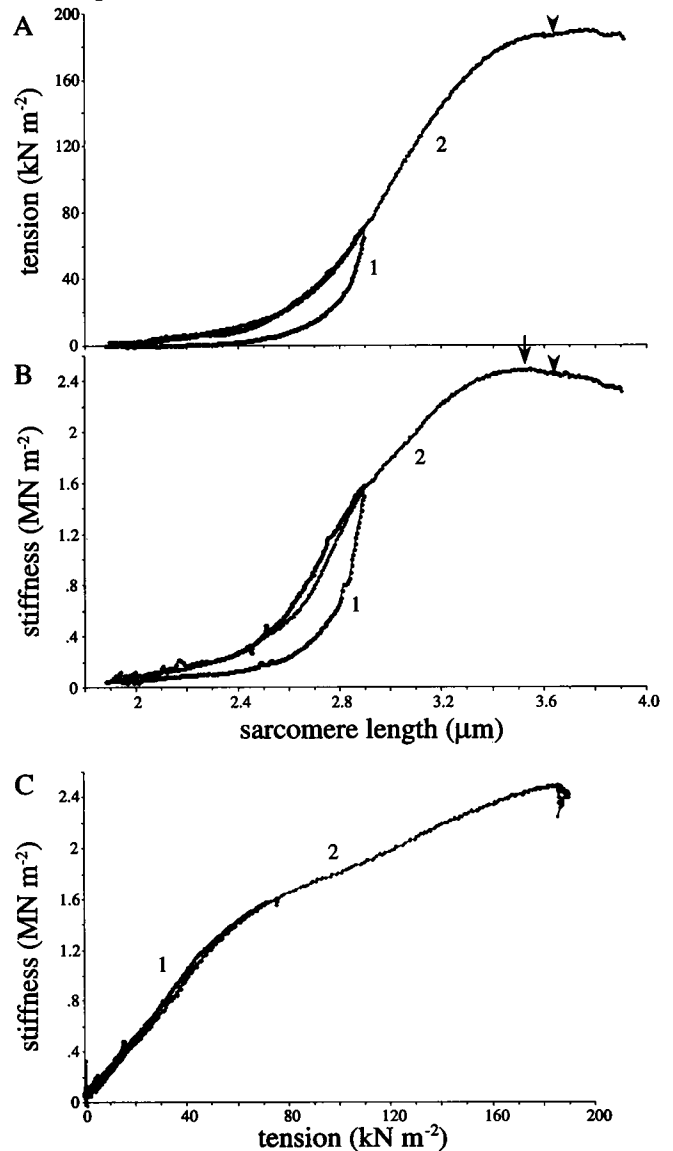 A
200
160
120
80
40
0
tension (kN m⁻²)
2
1
B
2.4
2
1.6
1.2
.8
.4
0
stiffness (MN m⁻²)
2
1
2 2.4 2.8 3.2 3.6 4.0
sarcomere length (μm)
C
2.4
2
1.6
1.2
.8
.4
0
stiffness (MN m⁻²)
2
1
0 40 80 120 160 200
tension (kN m⁻²)